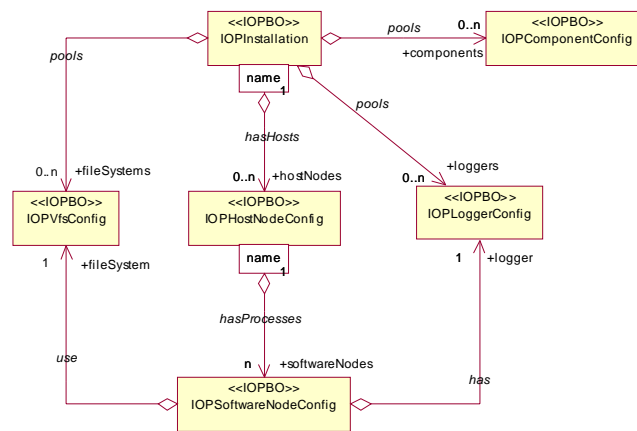 <<IOPBO>>
IOPInstallation
<<IOPBO>>
IOPComponentConfig
pools
0..n
+components
pools
name
1
pools
hasHosts
+loggers
0..n
+fileSystems
0..n
+hostNodes
0..n
<<IOPBO>>
IOPVfsConfig
<<IOPBO>>
IOPHostNodeConfig
<<IOPBO>>
IOPLoggerConfig
1
+fileSystem
name
1
1
+logger
hasProcesses
use
n
+softwareNodes
has
<<IOPBO>>
IOPSoftwareNodeConfig